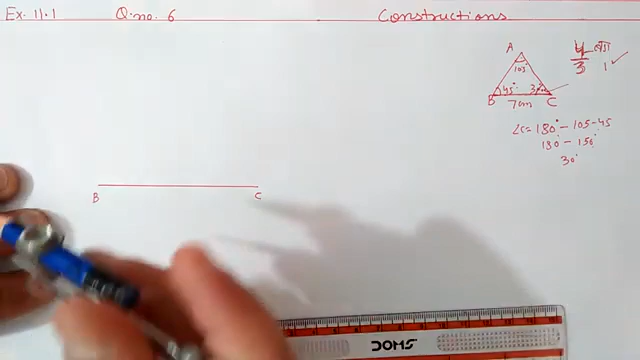 Ex. 11.1 Q.no. 6 Constructions
A
105°
45° 30°
B 7cm C
4
3 1 ✓
∠C = 180° - 105 - 45
180° - 150°
30°
B C
DOMS